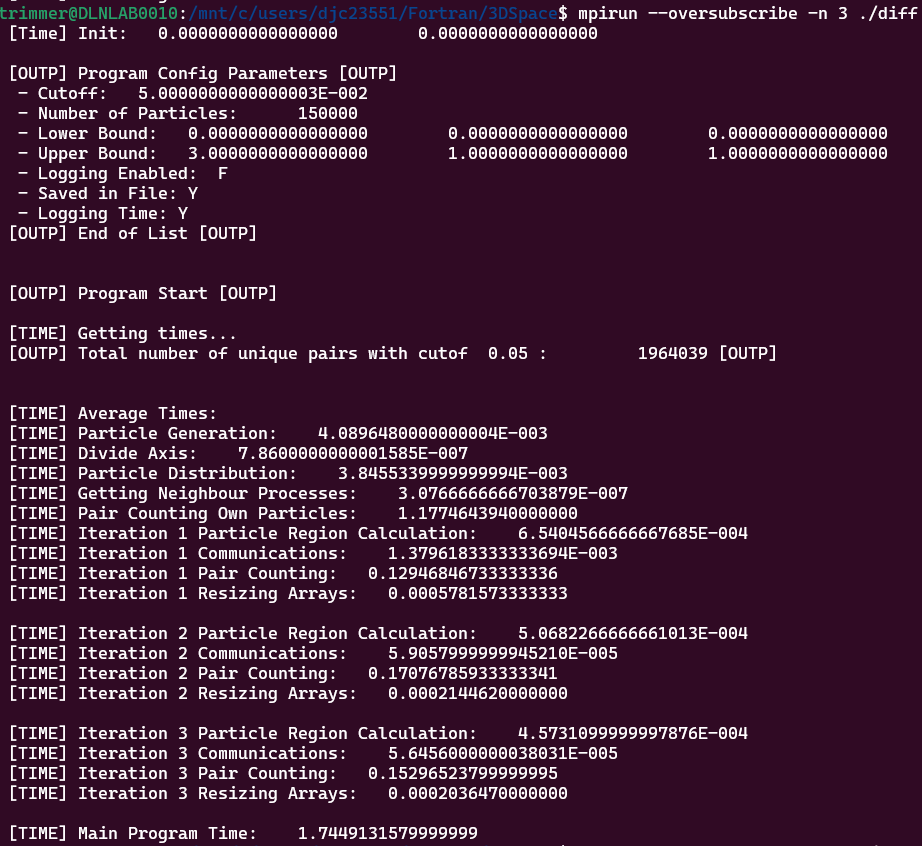 trimmer@DLNLAB0010:/mnt/c/users/djc23551/Fortran/3DSpace$ mpirun --oversubscribe -n 3 ./diff
[Time] Init:   0.0000000000000000        0.0000000000000000
[OUTP] Program Config Parameters [OUTP]
- Cutoff:   5.0000000000000003E-002
- Number of Particles:      150000
- Lower Bound:   0.0000000000000000        0.0000000000000000        0.0000000000000000
- Upper Bound:   3.0000000000000000        1.0000000000000000        1.0000000000000000
- Logging Enabled:  F
- Saved in File: Y
- Logging Time: Y
[OUTP] End of List [OUTP]
[OUTP] Program Start [OUTP]
[TIME] Getting times...
[OUTP] Total number of unique pairs with cutof  0.05 :         1964039 [OUTP]
[TIME] Average Times:
[TIME] Particle Generation:    4.0896480000000004E-003
[TIME] Divide Axis:    7.8600000000001585E-007
[TIME] Particle Distribution:    3.8455339999999994E-003
[TIME] Getting Neighbour Processes:    3.0766666666703879E-007
[TIME] Pair Counting Own Particles:    1.1774643940000000
[TIME] Iteration 1 Particle Region Calculation:    6.5404566666667685E-004
[TIME] Iteration 1 Communications:    1.3796183333333694E-003
[TIME] Iteration 1 Pair Counting:   0.12946846733333336
[TIME] Iteration 1 Resizing Arrays:   0.0005781573333333
[TIME] Iteration 2 Particle Region Calculation:    5.0682266666661013E-004
[TIME] Iteration 2 Communications:    5.9057999999945210E-005
[TIME] Iteration 2 Pair Counting:   0.17076785933333341
[TIME] Iteration 2 Resizing Arrays:   0.0002144620000000
[TIME] Iteration 3 Particle Region Calculation:    4.5731099999997876E-004
[TIME] Iteration 3 Communications:    5.6456000000038031E-005
[TIME] Iteration 3 Pair Counting:   0.15296523799999995
[TIME] Iteration 3 Resizing Arrays:   0.0002036470000000
[TIME] Main Program Time:    1.7449131579999999